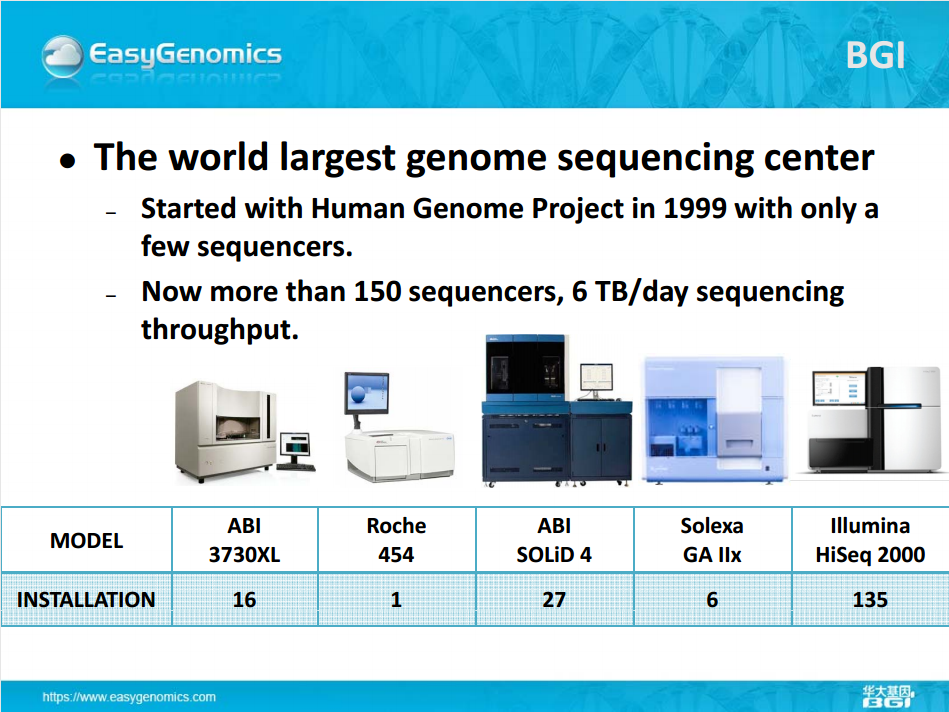 EasyGenomics
BGI
● The world largest genome sequencing center
– Started with Human Genome Project in 1999 with only a
few sequencers.
– Now more than 150 sequencers, 6 TB/day sequencing
throughput.
MODEL
ABI
3730XL
Roche
454
ABI
SOLiD 4
Solexa
GA IIx
Illumina
HiSeq 2000
INSTALLATION 16 1 27 6 135
https://www.easygenomics.com
华大基因
BGI